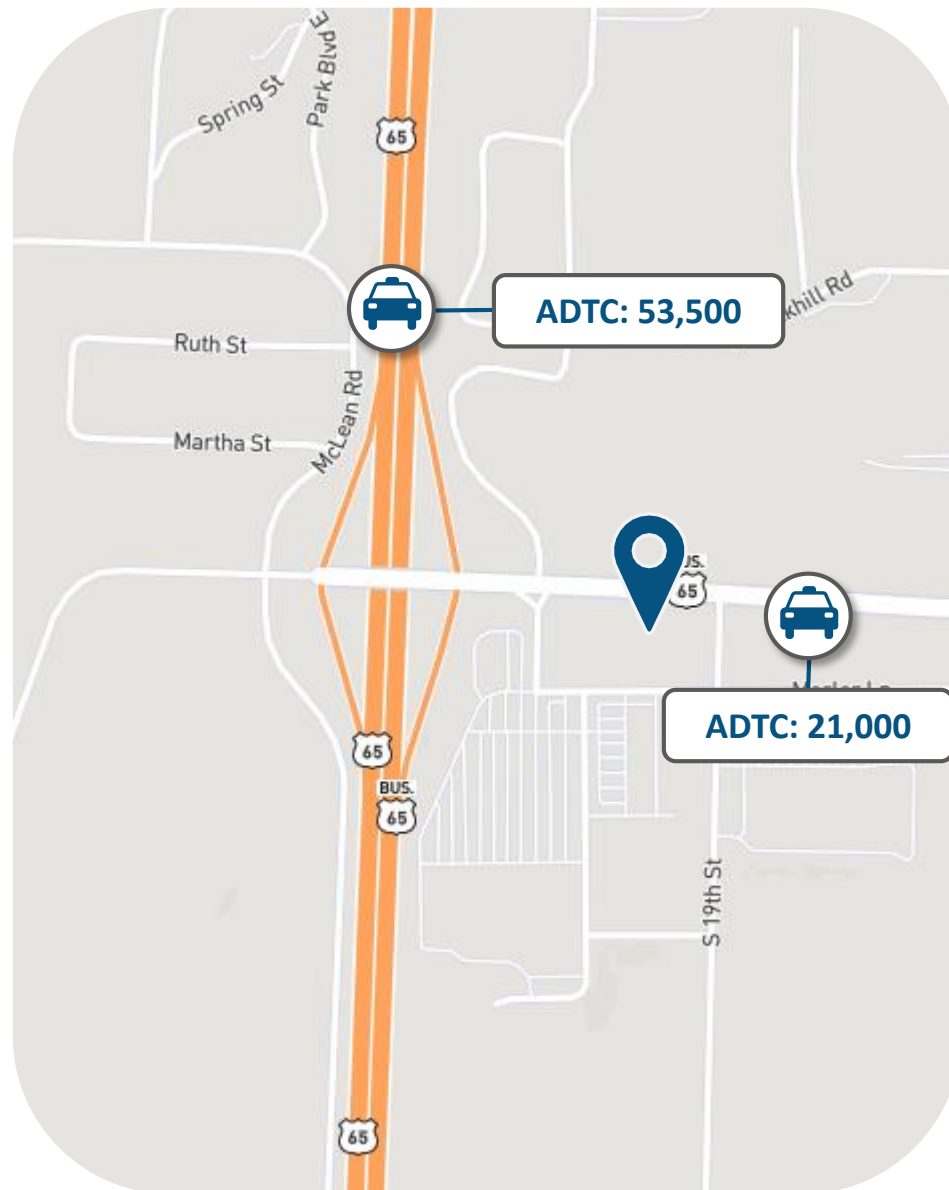 Spring St
Park Blvd E
65
ADTC: 53,500
khill Rd
Ruth St
McLean Rd
Martha St
US.
65
ADTC: 21,000
65
BUS.
65
S 19th St
65